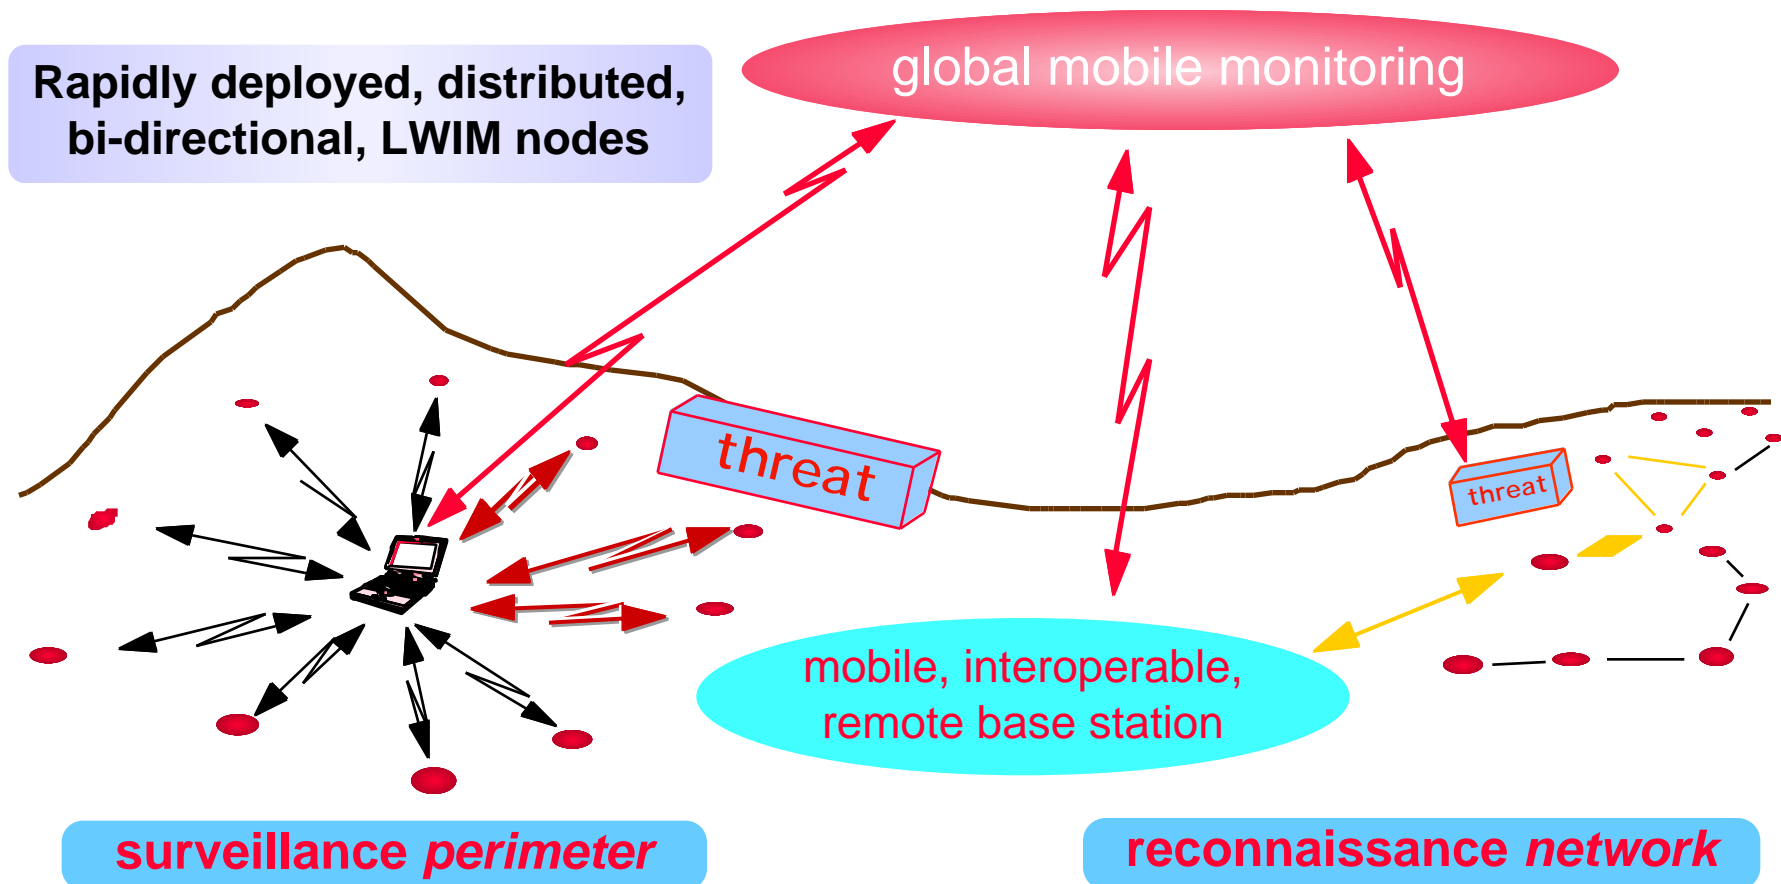 Rapidly deployed, distributed,
bi-directional, LWIM nodes
global mobile monitoring
threat
threat
mobile, interoperable,
remote base station
surveillance perimeter
reconnaissance network